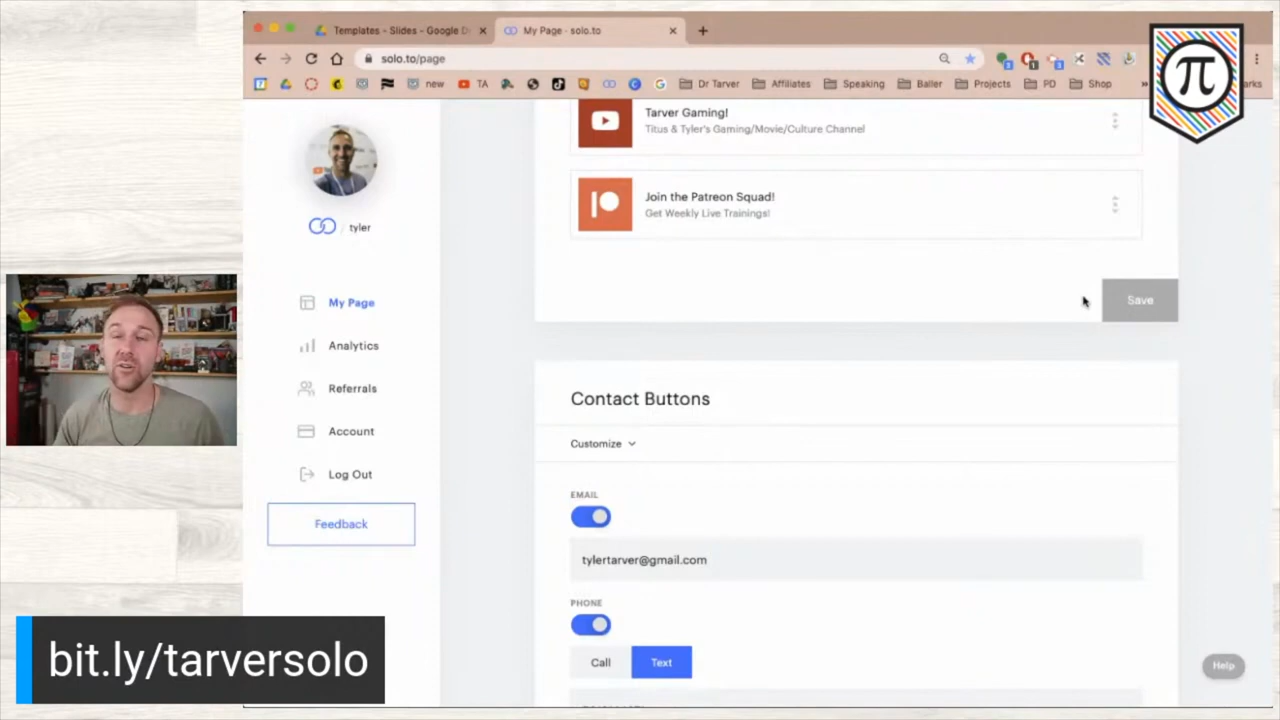 Templates - Slides - Google D
My Page - solo.to
solo.to/page
new
TA
Dr Tarver
Affiliates
Speaking
Baller
Projects
PD
Shop
»
arks
π
Tarver Gaming!
Titus & Tyler's Gaming/Movie/Culture Channel
Join the Patreon Squad!
Get Weekly Live Trainings!
/ tyler
My Page
Analytics
Referrals
Account
Log Out
Feedback
Save
Contact Buttons
Customize
EMAIL
tylertarver@gmail.com
PHONE
Call
Text
Help
bit.ly/tarversolo